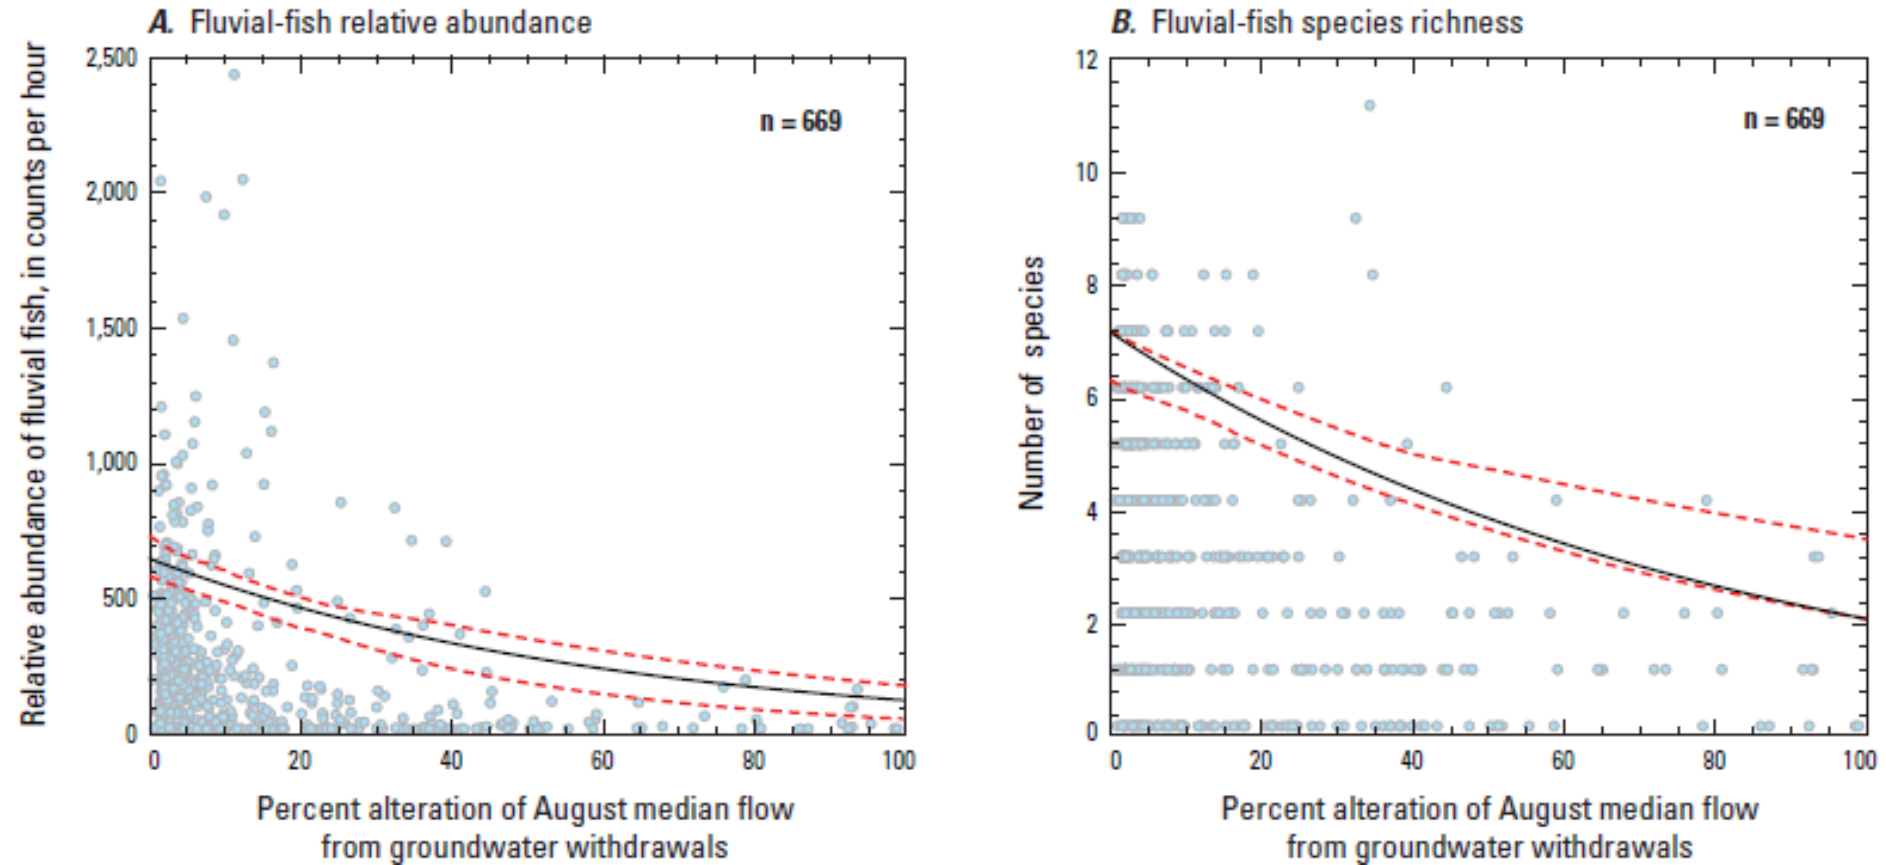 A. Fluvial-fish relative abundance
Relative abundance of fluvial fish, in counts per hour
2,500
2,000
1,500
1,000
500
0
n = 669
0 20 40 60 80 100
Percent alteration of August median flow
from groundwater withdrawals
B. Fluvial-fish species richness
Number of species
12
10
8
6
4
2
0
n = 669
0 20 40 60 80 100
Percent alteration of August median flow
from groundwater withdrawals